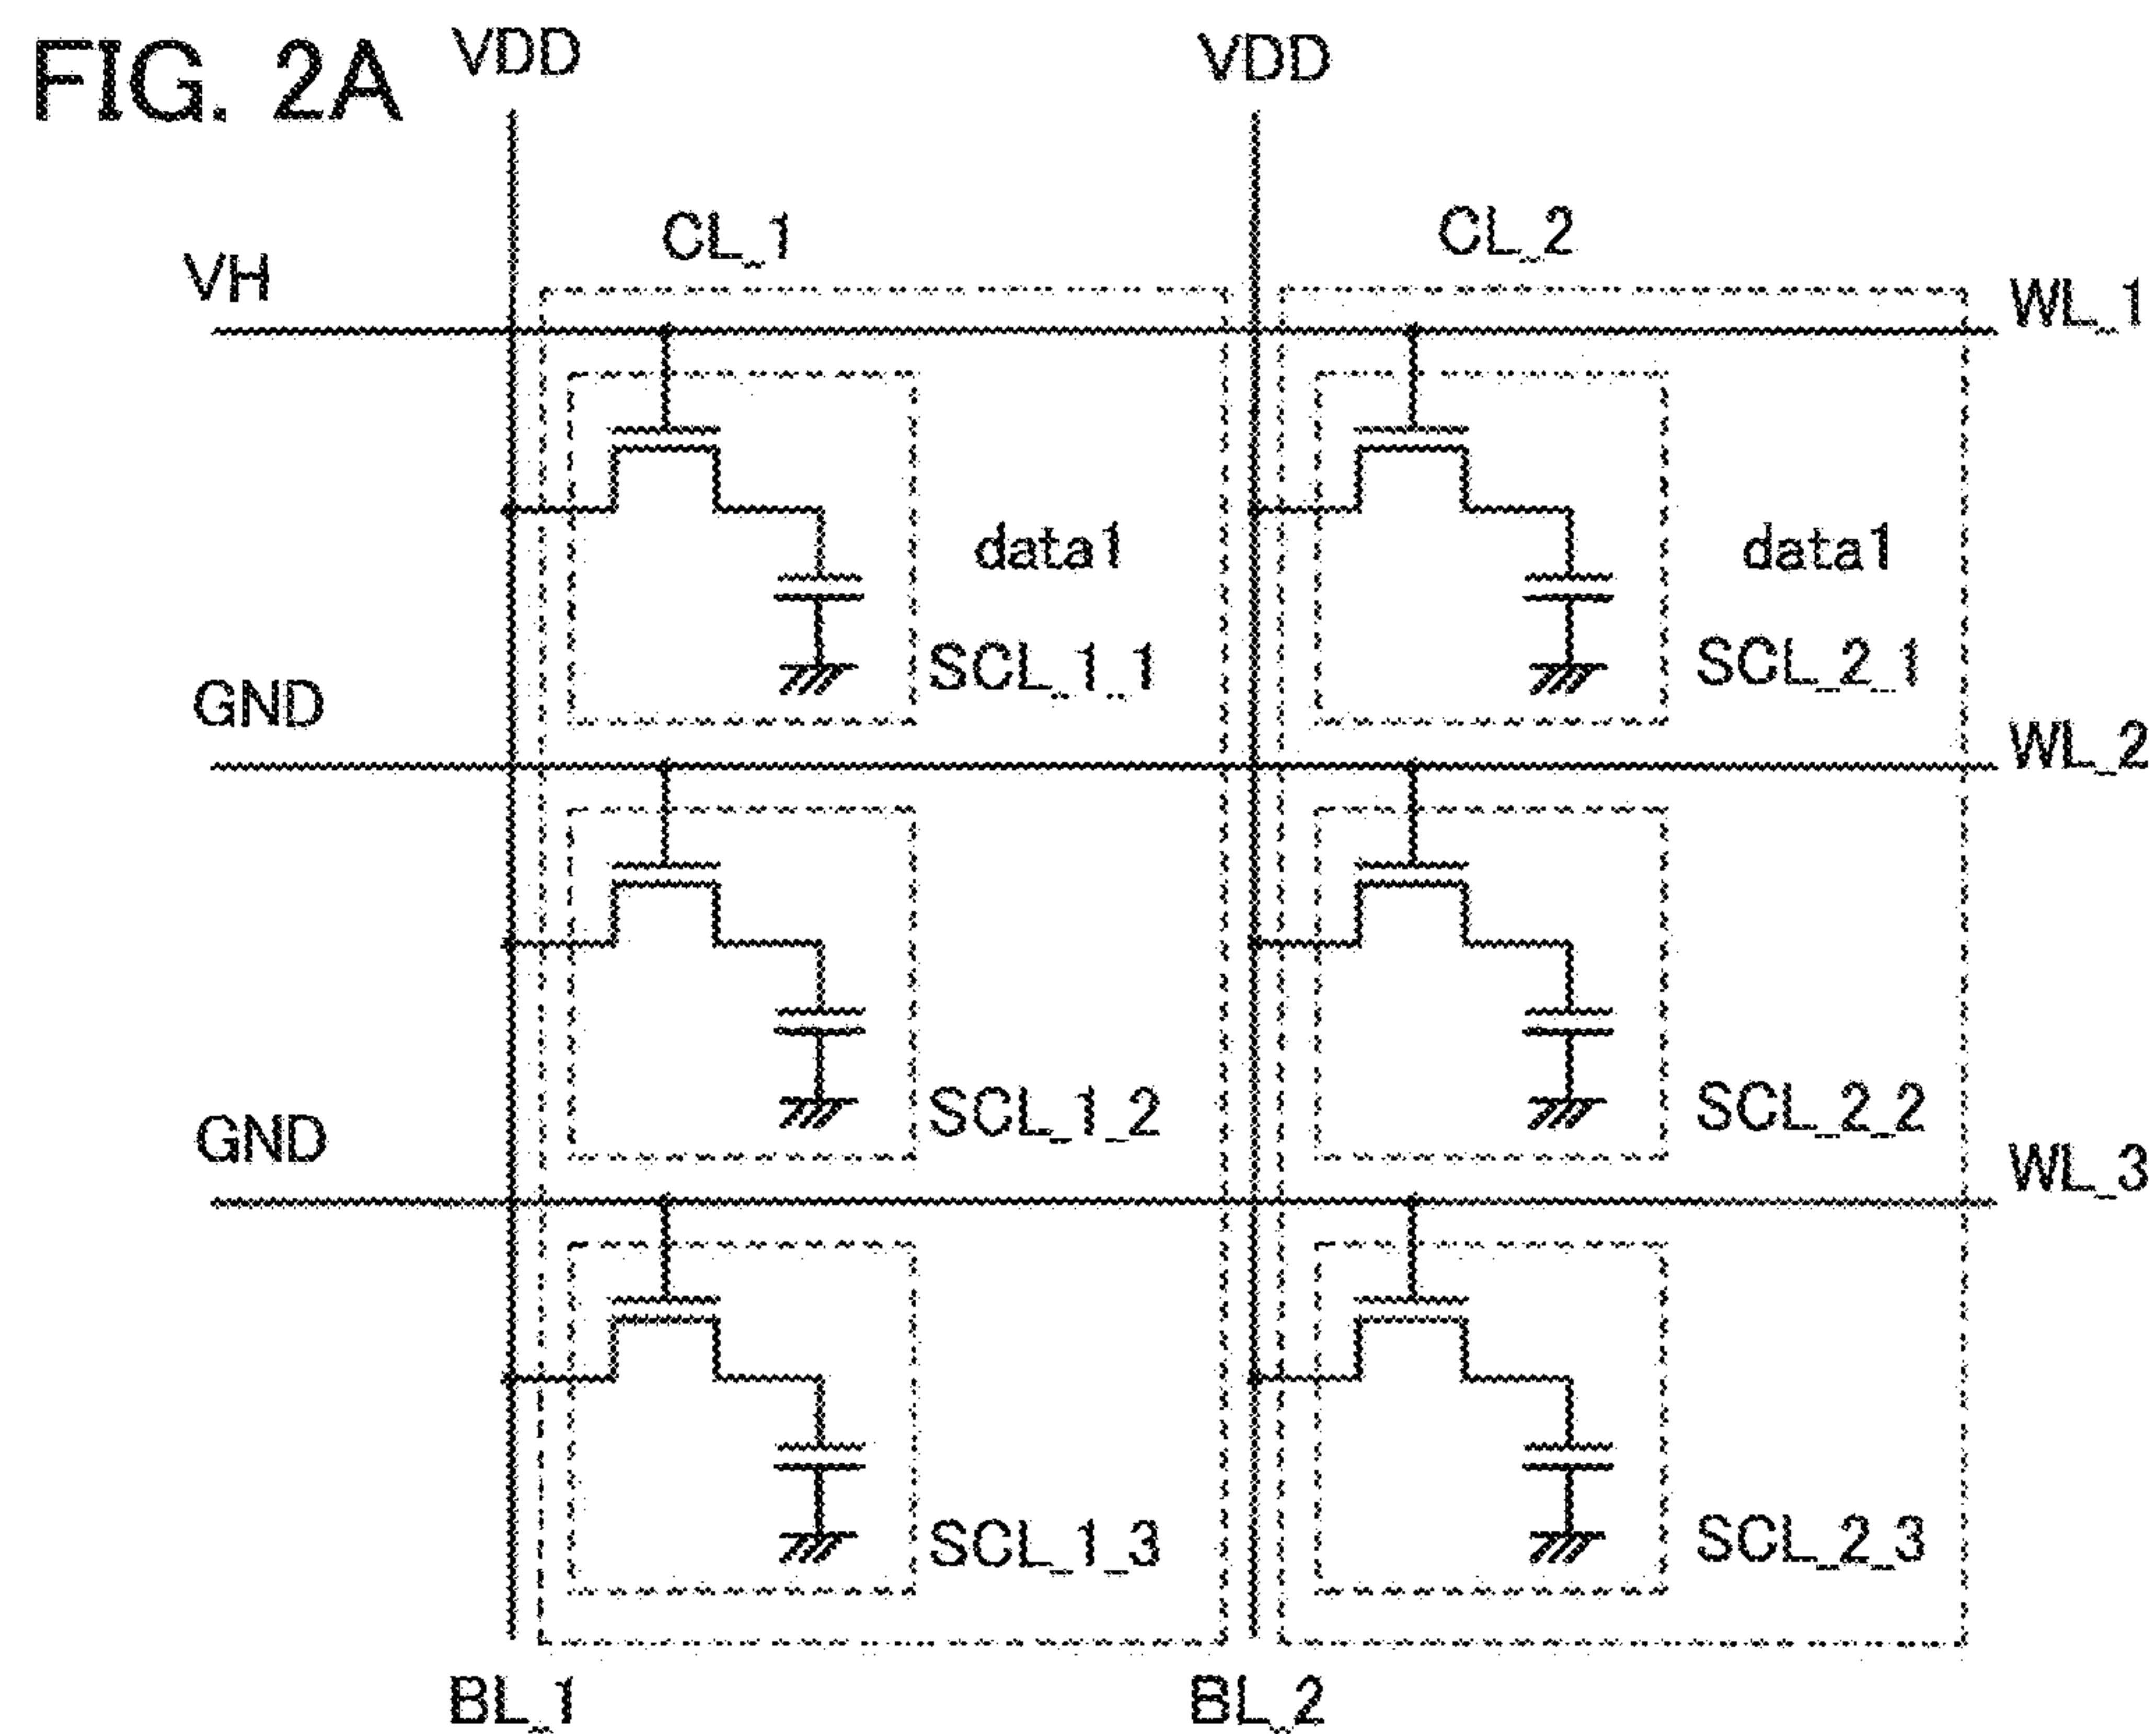 FIG. 2A
VDD
VDD
CL_1
CL_2
VH
WL_1
data1
data1
SCL_1_1
SCL_2_1
GND
WL_2
SCL_1_2
SCL_2_2
GND
WL_3
SCL_1_3
SCL_2_3
BL_1
BL_2